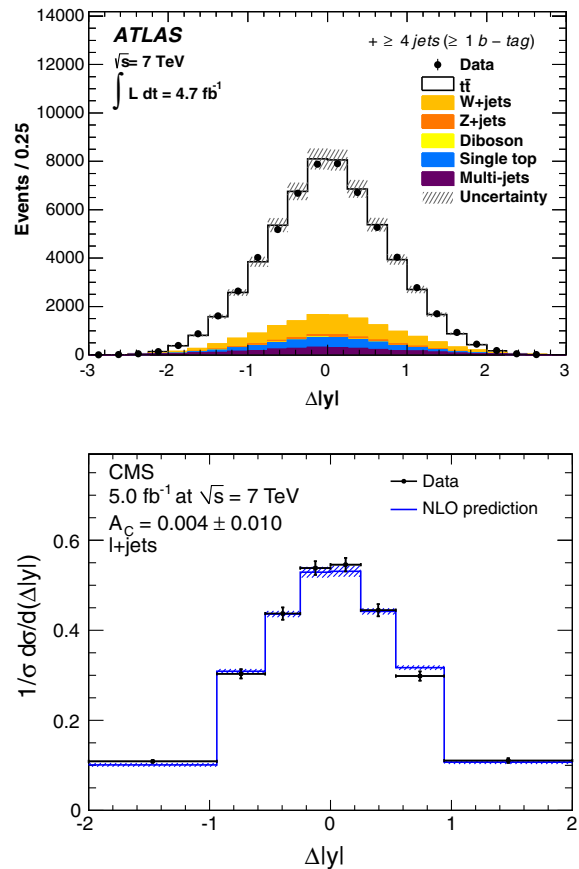 ATLAS
√s = 7 TeV
∫ L dt = 4.7 fb⁻¹
+ ≥ 4 jets (≥ 1 b − tag)
Data
tt̄
W+jets
Z+jets
Diboson
Single top
Multi-jets
Uncertainty
Events / 0.25
14000
12000
10000
8000
6000
4000
2000
0
-3 -2 -1 0 1 2 3
Δ|y|
CMS
5.0 fb⁻¹ at √s = 7 TeV
A_C = 0.004 ± 0.010
l+jets
Data
NLO prediction
1/σ dσ/d(Δ|y|)
0.6
0.4
0.2
0
-2 -1 0 1 2
Δ|y|